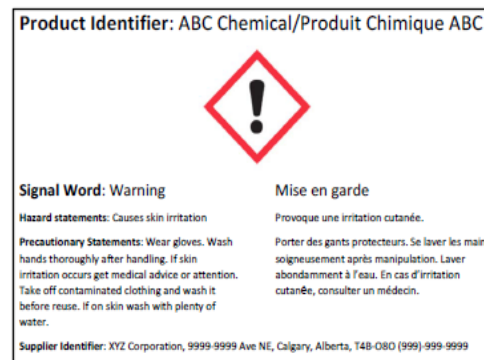 Product Identifier: ABC Chemical/Produit Chimique ABC
Signal Word: Warning
Hazard statements: Causes skin irritation
Precautionary Statements: Wear gloves. Wash
hands thoroughly after handling. If skin
irritation occurs get medical advice or attention.
Take off contaminated clothing and wash it
before reuse. If on skin wash with plenty of
water.
Mise en garde
Provoque une irritation cutanée.
Porter des gants protecteurs. Se laver les main
soigneusement après manipulation. Laver
abondamment à l'eau. En cas d'irritation
cutanée, consulter un médecin.
Supplier Identifier: XYZ Corporation, 9999-9999 Ave NE, Calgary, Alberta, T4B-O8O (999)-999-9999